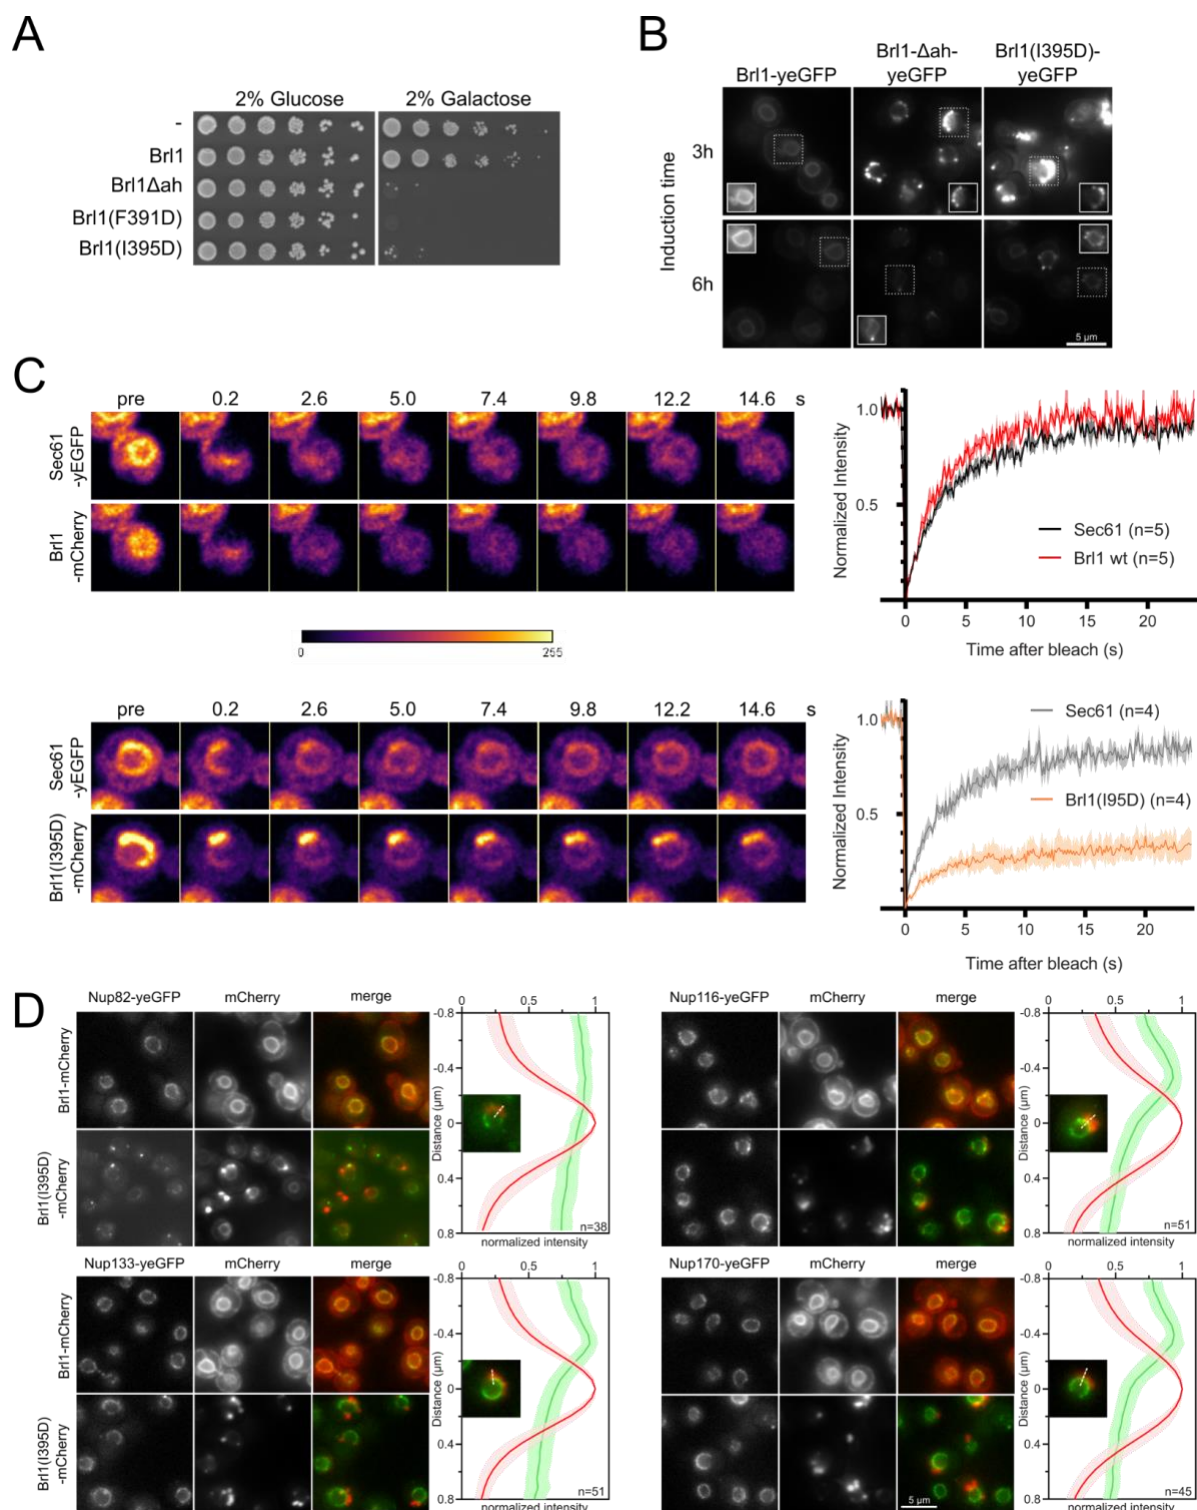 A
2% Glucose 2% Galactose
-
Brl1
Brl1Δah
Brl1(F391D)
Brl1(I395D)
B
Brl1-yeGFP
Brl1-Δah-
yeGFP
Brl1(I395D)-
yeGFP
Induction time
3h
6h
5 µm
C
pre 0.2 2.6 5.0 7.4 9.8 12.2 14.6 s
Sec61
-yEGFP
Brl1
-mCherry
0 255
Normalized Intensity
1.0
0.5
Sec61 (n=5)
Brl1 wt (n=5)
0 5 10 15 20
Time after bleach (s)
pre 0.2 2.6 5.0 7.4 9.8 12.2 14.6 s
Sec61
-yEGFP
Brl1(I395D)
-mCherry
Normalized Intensity
1.0
0.5
Sec61 (n=4)
Brl1(I95D) (n=4)
0 5 10 15 20
Time after bleach (s)
D
Nup82-yeGFP mCherry merge
Brl1-mCherry
Brl1(I395D)
-mCherry
0 0.5 1
-0.8
-0.4
0
0.4
0.8
Distance (µm)
n=38
normalized intensity
Nup116-yeGFP mCherry merge
0 0.5 1
-0.8
-0.4
0
0.4
0.8
Distance (µm)
n=51
normalized intensity
Nup133-yeGFP mCherry merge
Brl1-mCherry
Brl1(I395D)
-mCherry
0 0.5 1
-0.8
-0.4
0
0.4
0.8
Distance (µm)
n=51
normalized intensity
Nup170-yeGFP mCherry merge
5 µm
0 0.5 1
-0.8
-0.4
0
0.4
0.8
Distance (µm)
n=45
normalized intensity